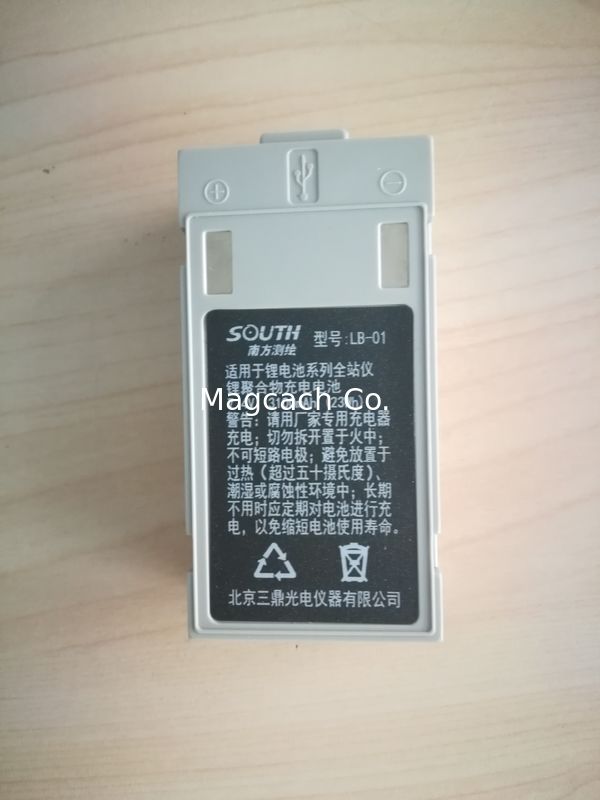 SOUTH
南方测绘
型号:LB-01
适用于锂电池系列全站仪
锂聚合物充电电池
Magcach Co.
警告:请用厂家专用充电器
充电;切勿拆开置于火中;
不可短路电极;避免放置于
过热(超过五十摄氏度)、
潮湿或腐蚀性环境中;长期
不用时应定期对电池进行充
电,以免缩短电池使用寿命。
北京三鼎光电仪器有限公司